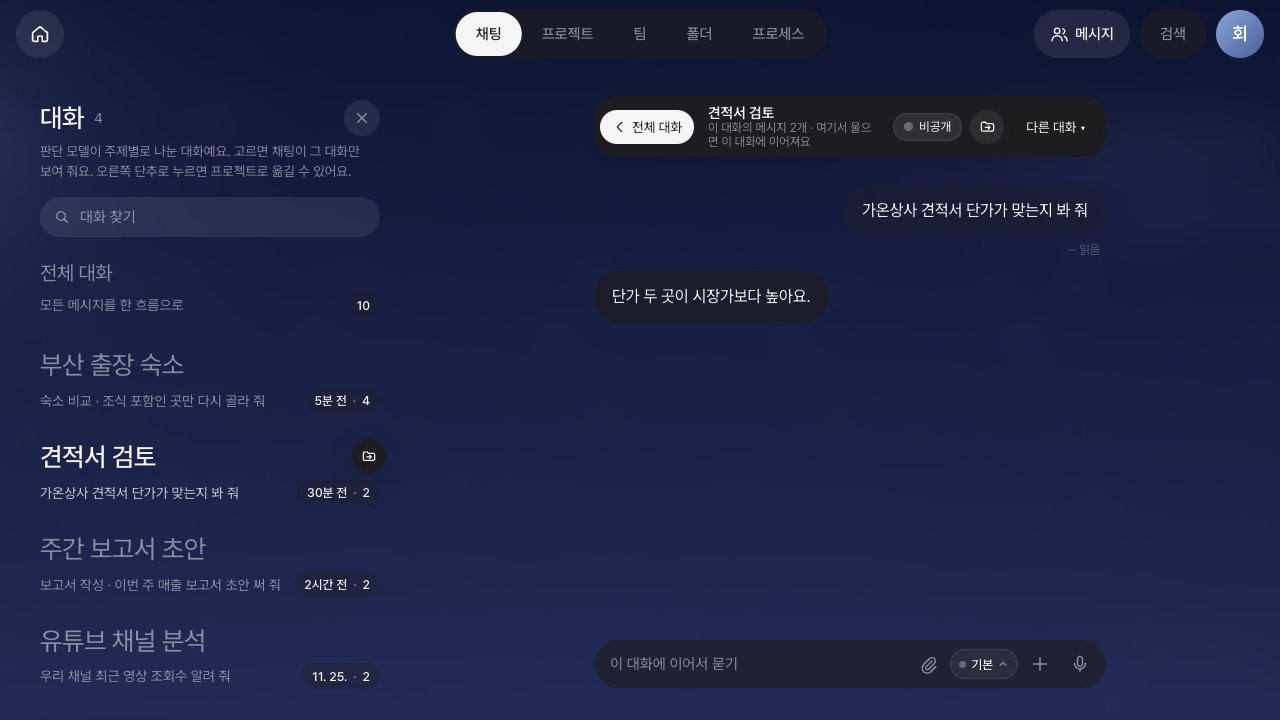 채팅 프로젝트 팀 폴더 프로세스 메시지 검색 회
대화 4
판단 모델이 주제별로 나눈 대화예요. 고르면 채팅이 그 대화만
보여 줘요. 오른쪽 단추로 누르면 프로젝트로 옮길 수 있어요.
대화 찾기
전체 대화
모든 메시지를 한 흐름으로 10
부산 출장 숙소
숙소 비교 · 조식 포함인 곳만 다시 골라 줘 5분 전 · 4
견적서 검토
가온상사 견적서 단가가 맞는지 봐 줘 30분 전 · 2
주간 보고서 초안
보고서 작성 · 이번 주 매출 보고서 초안 써 줘 2시간 전 · 2
유튜브 채널 분석
우리 채널 최근 영상 조회수 알려 줘 11. 25. · 2
전체 대화
견적서 검토
이 대화의 메시지 2개 · 여기서 물으
면 이 대화에 이어져요
비공개
다른 대화
가온상사 견적서 단가가 맞는지 봐 줘
··· 읽음
단가 두 곳이 시장가보다 높아요.
이 대화에 이어서 묻기 기본